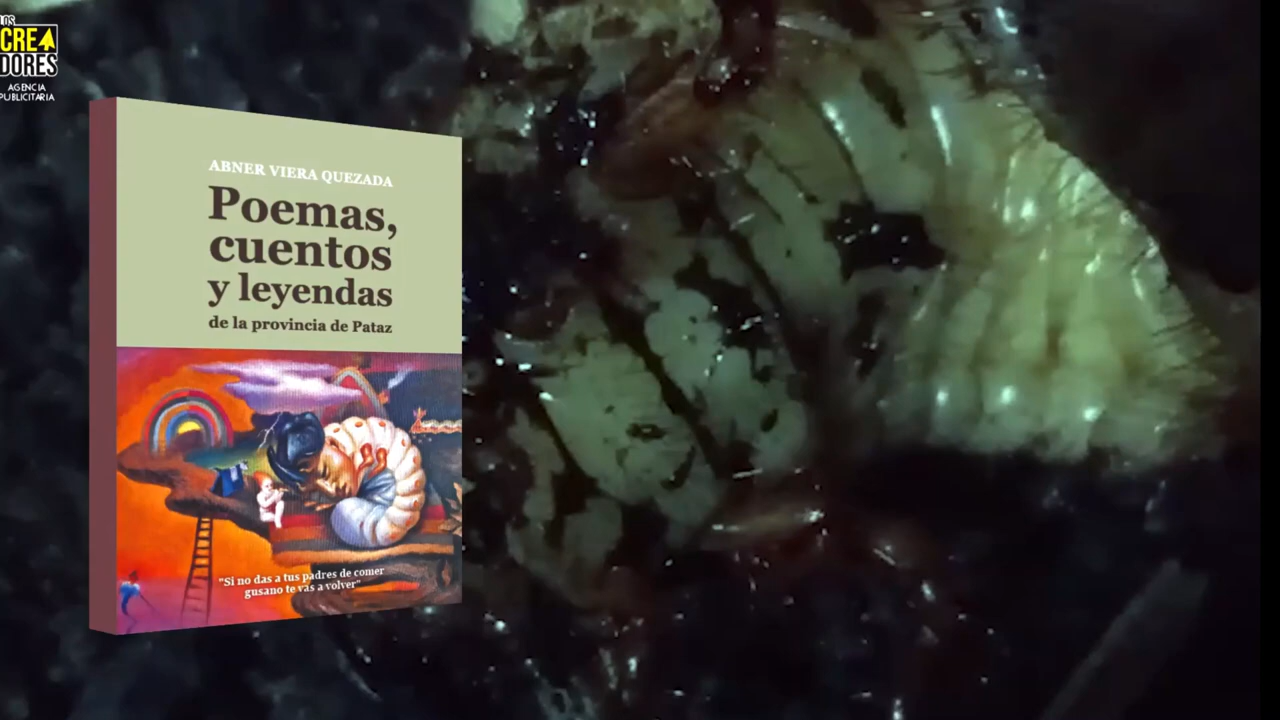 LOS
CREA
DORES
AGENCIA
PUBLICITARIA
ABNER VIERA QUEZADA
Poemas,
cuentos
y leyendas
de la provincia de Pataz
"Si no das a tus padres de comer
gusano te vas a volver"